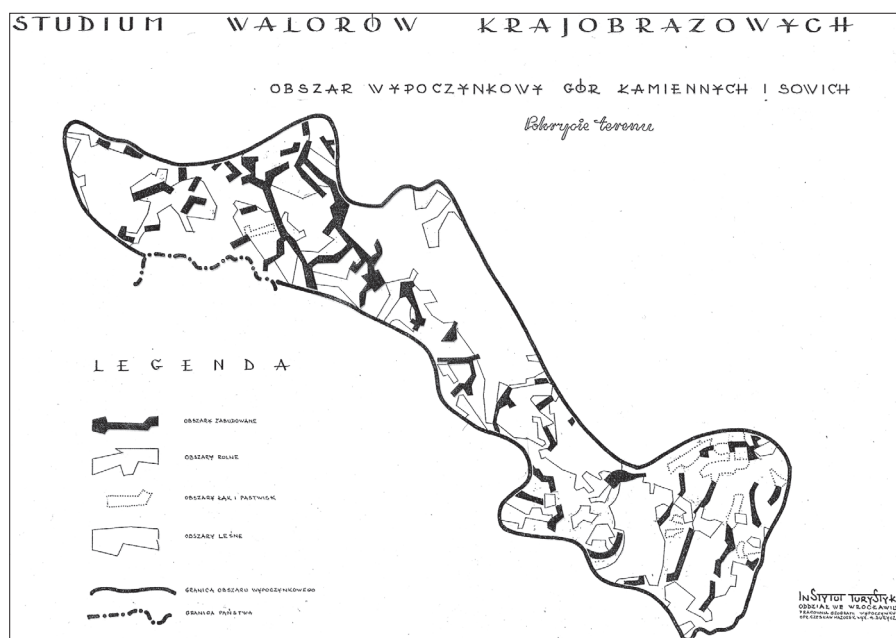 STUDIUM WALORÓW KRAJOBRAZOWYCH
OBSZAR WYPOCZYNKOWY GÓR KAMIENNYCH I SOWICH
Pokrycie terenu
LEGENDA
OBSZARY ZABUDOWANE
OBSZARY ROLNE
OBSZARY ŁĄK I PASTWISK
OBSZARY LEŚNE
GRANICA OBSZARU WYPOCZYNKOWEGO
GRANICA PAŃSTWA
INSTYTUT TURYSTYK
ODDZIAŁ WE WROCŁAWIU